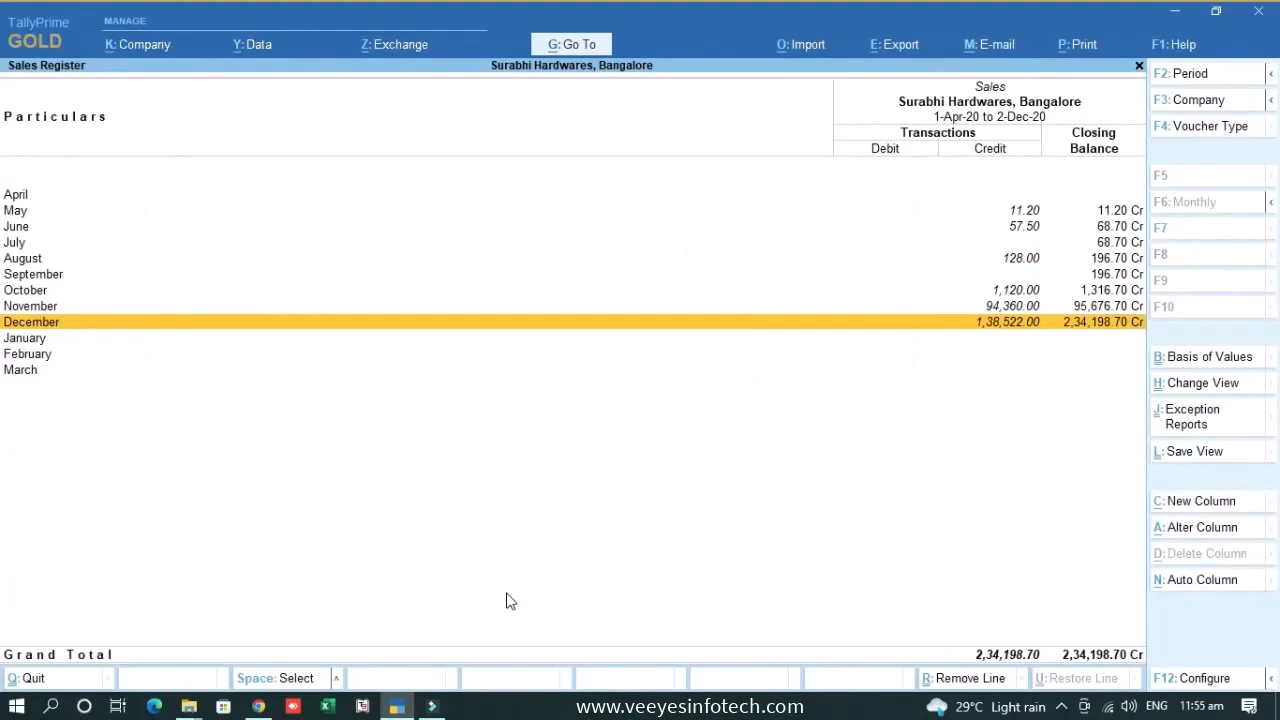 TallyPrime
GOLD
MANAGE
K: Company
Y: Data
Z: Exchange
G: Go To
O: Import
E: Export
M: E-mail
P: Print
F1: Help
Sales Register
Surabhi Hardwares, Bangalore
Particulars
Sales
Surabhi Hardwares, Bangalore
1-Apr-20 to 2-Dec-20
Transactions
Closing
Debit Credit Balance
April
May 11.20 11.20 Cr
June 57.50 68.70 Cr
July 68.70 Cr
August 128.00 196.70 Cr
September 196.70 Cr
October 1,120.00 1,316.70 Cr
November 94,360.00 95,676.70 Cr
December 1,38,522.00 2,34,198.70 Cr
January
February
March
Grand Total 2,34,198.70 2,34,198.70 Cr
F2: Period
F3: Company
F4: Voucher Type
F5
F6: Monthly
F7
F8
F9
F10
B: Basis of Values
H: Change View
J: Exception
Reports
L: Save View
C: New Column
A: Alter Column
D: Delete Column
N: Auto Column
Q: Quit
Space: Select
R: Remove Line
U: Restore Line
F12: Configure
www.veeyesinfotech.com
29°C Light rain
ENG
11:55 am